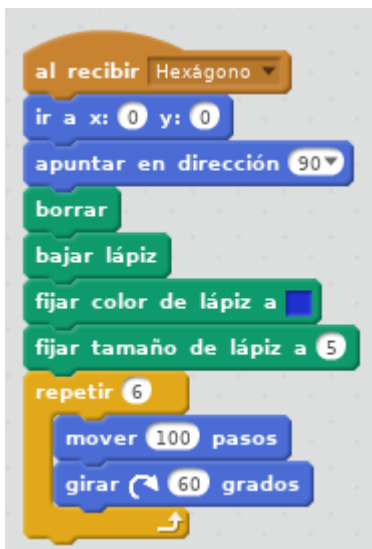 al recibir Hexágono
ir a x: 0 y: 0
apuntar en dirección 90
borrar
bajar lápiz
fijar color de lápiz a
fijar tamaño de lápiz a 5
repetir 6
mover 100 pasos
girar 60 grados